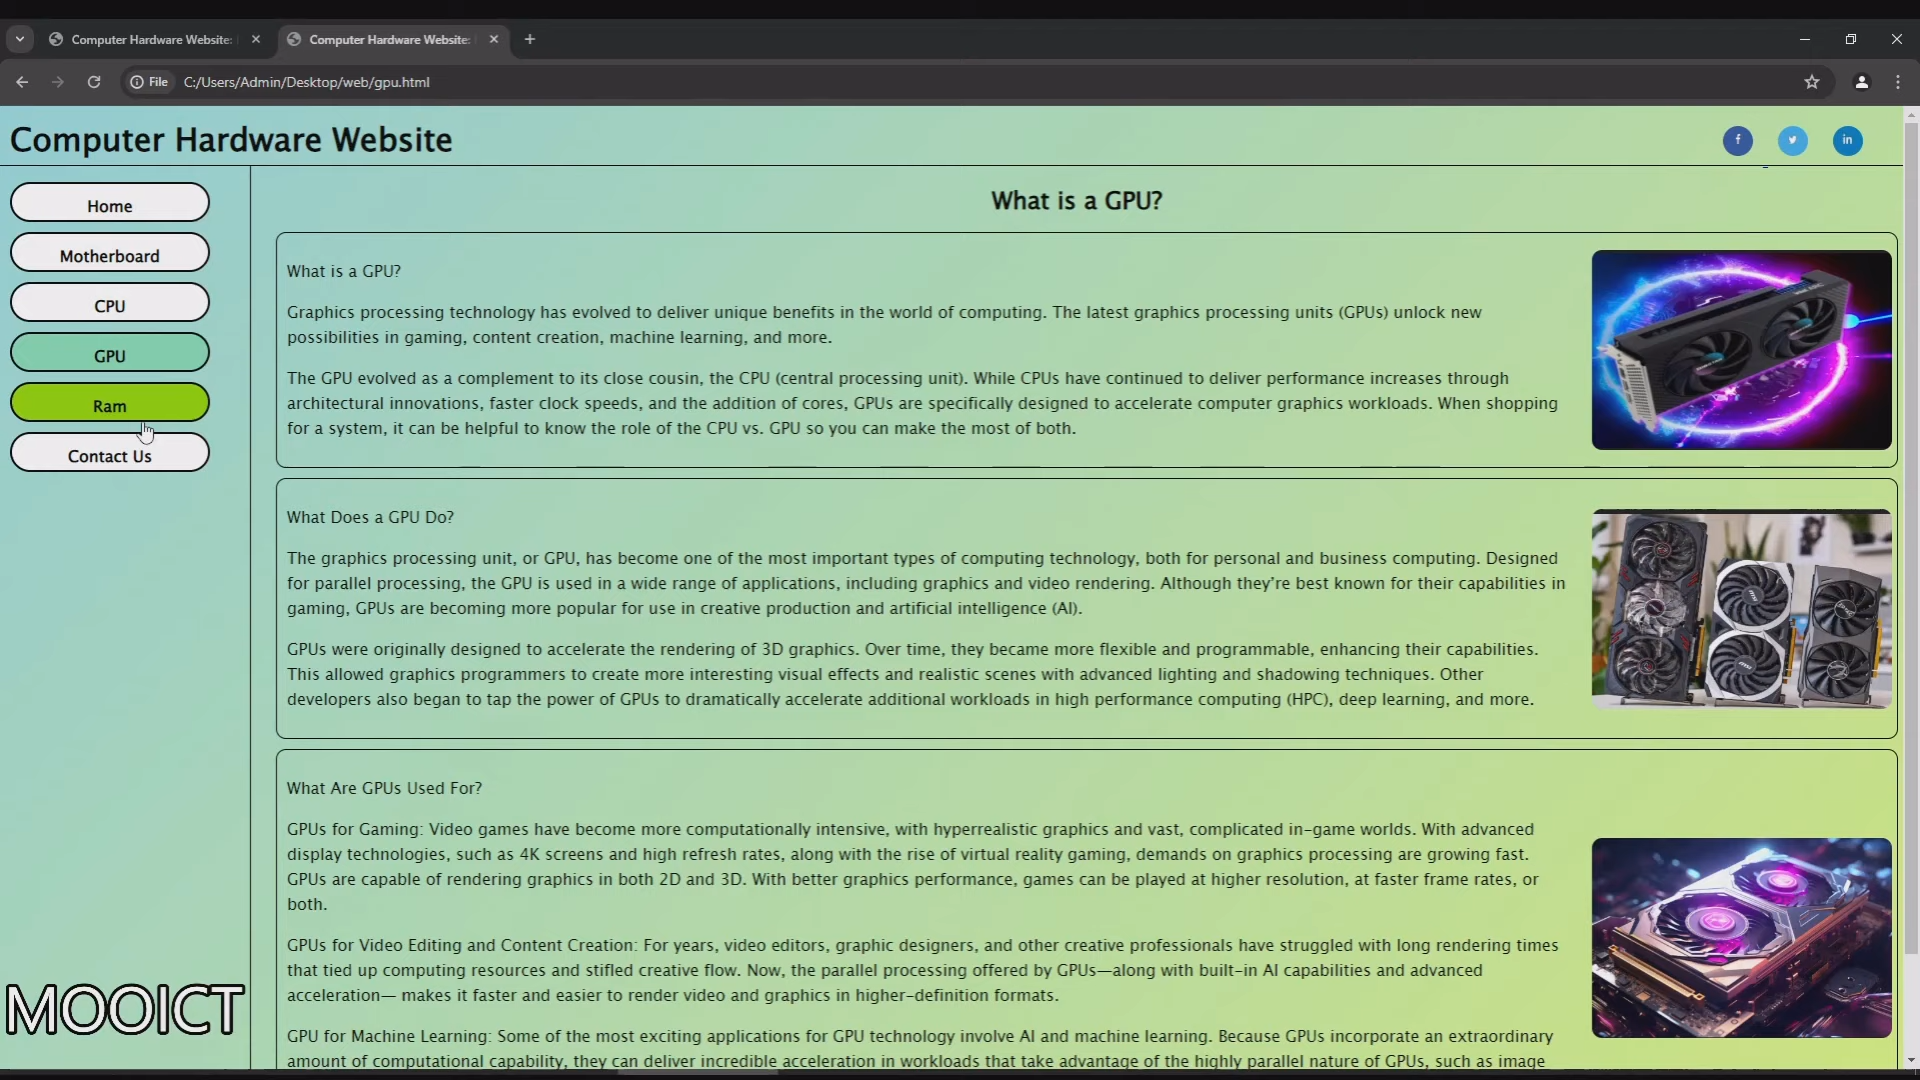 Computer Hardware Website:
Computer Hardware Website:
File
C:/Users/Admin/Desktop/web/gpu.html
Computer Hardware Website
f
in
Home
Motherboard
CPU
GPU
Ram
Contact Us
What is a GPU?
What is a GPU?
Graphics processing technology has evolved to deliver unique benefits in the world of computing. The latest graphics processing units (GPUs) unlock new
possibilities in gaming, content creation, machine learning, and more.
The GPU evolved as a complement to its close cousin, the CPU (central processing unit). While CPUs have continued to deliver performance increases through
architectural innovations, faster clock speeds, and the addition of cores, GPUs are specifically designed to accelerate computer graphics workloads. When shopping
for a system, it can be helpful to know the role of the CPU vs. GPU so you can make the most of both.
What Does a GPU Do?
The graphics processing unit, or GPU, has become one of the most important types of computing technology, both for personal and business computing. Designed
for parallel processing, the GPU is used in a wide range of applications, including graphics and video rendering. Although they’re best known for their capabilities in
gaming, GPUs are becoming more popular for use in creative production and artificial intelligence (AI).
GPUs were originally designed to accelerate the rendering of 3D graphics. Over time, they became more flexible and programmable, enhancing their capabilities.
This allowed graphics programmers to create more interesting visual effects and realistic scenes with advanced lighting and shadowing techniques. Other
developers also began to tap the power of GPUs to dramatically accelerate additional workloads in high performance computing (HPC), deep learning, and more.
What Are GPUs Used For?
GPUs for Gaming: Video games have become more computationally intensive, with hyperrealistic graphics and vast, complicated in-game worlds. With advanced
display technologies, such as 4K screens and high refresh rates, along with the rise of virtual reality gaming, demands on graphics processing are growing fast.
GPUs are capable of rendering graphics in both 2D and 3D. With better graphics performance, games can be played at higher resolution, at faster frame rates, or
both.
GPUs for Video Editing and Content Creation: For years, video editors, graphic designers, and other creative professionals have struggled with long rendering times
that tied up computing resources and stifled creative flow. Now, the parallel processing offered by GPUs—along with built-in AI capabilities and advanced
acceleration— makes it faster and easier to render video and graphics in higher-definition formats.
GPU for Machine Learning: Some of the most exciting applications for GPU technology involve AI and machine learning. Because GPUs incorporate an extraordinary
amount of computational capability, they can deliver incredible acceleration in workloads that take advantage of the highly parallel nature of GPUs, such as image
MOOICT